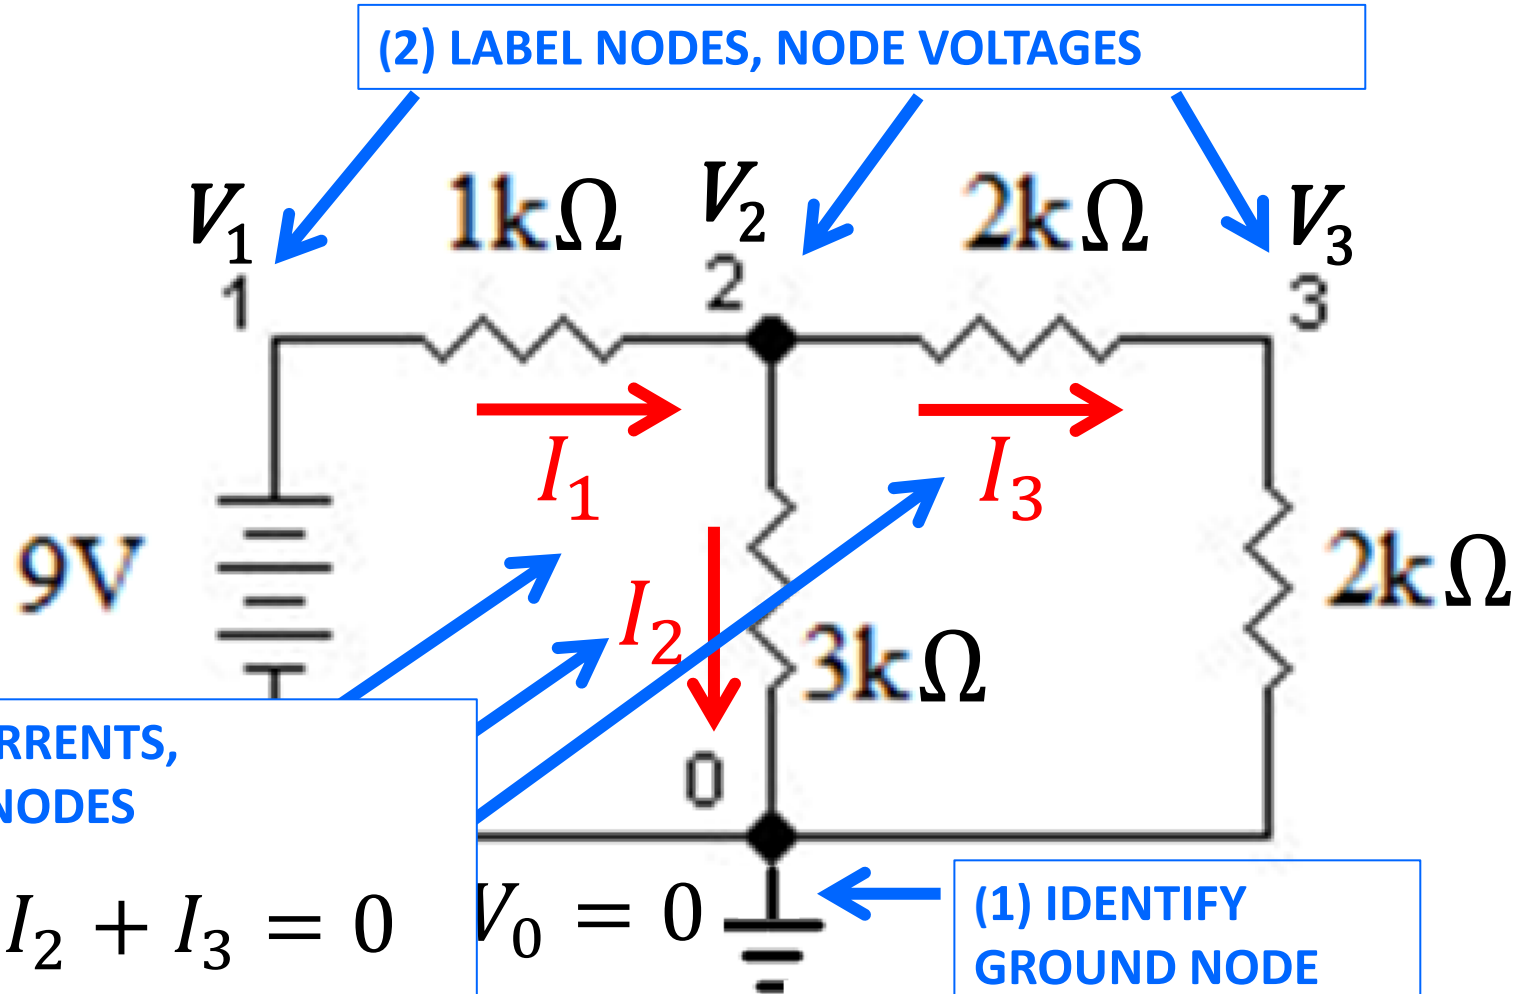 (2) LABEL NODES, NODE VOLTAGES
V₁ 1kΩ V₂ 2kΩ V₃
1 2 3
I₁ I₃
9V 2kΩ
I₂ 3kΩ
RRENTS,
0
NODES
I₂ + I₃ = 0 V₀ = 0
(1) IDENTIFY
GROUND NODE